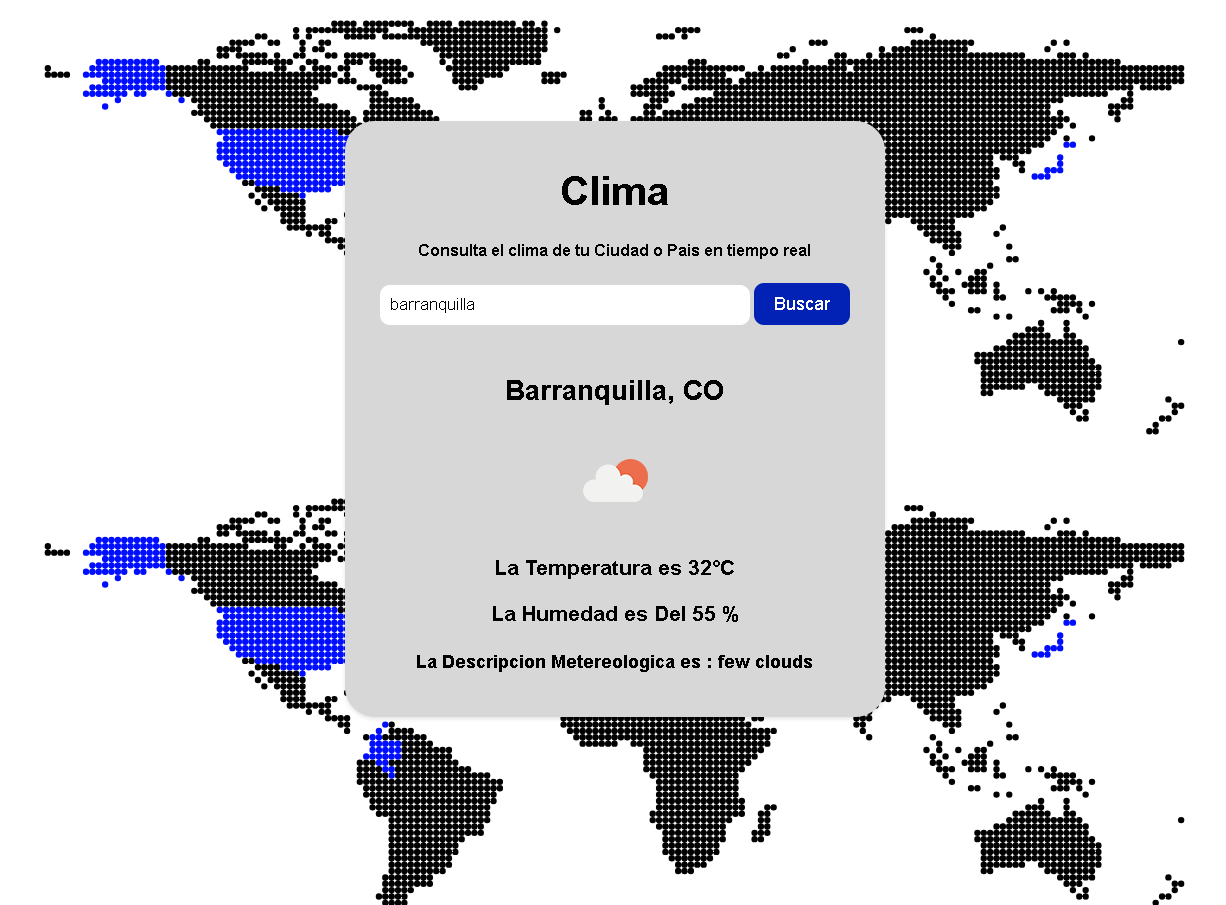 Clima
Consulta el clima de tu Ciudad o Pais en tiempo real
barranquilla
Buscar
Barranquilla, CO
La Temperatura es 32°C
La Humedad es Del 55 %
La Descripcion Metereologica es : few clouds